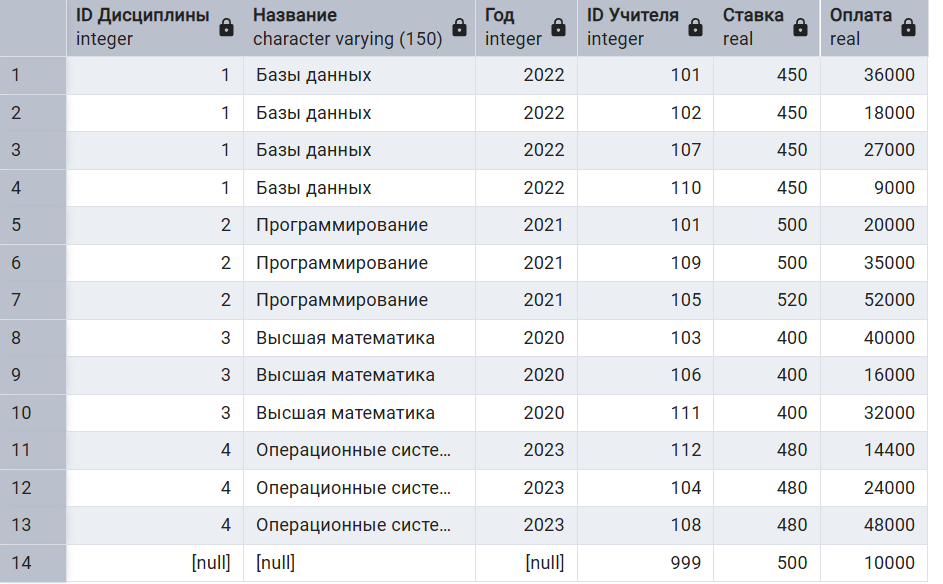 ID Дисциплины Название Год ID Учителя Ставка Оплата
integer character varying (150) integer integer real real
1 1 Базы данных 2022 101 450 36000
2 1 Базы данных 2022 102 450 18000
3 1 Базы данных 2022 107 450 27000
4 1 Базы данных 2022 110 450 9000
5 2 Программирование 2021 101 500 20000
6 2 Программирование 2021 109 500 35000
7 2 Программирование 2021 105 520 52000
8 3 Высшая математика 2020 103 400 40000
9 3 Высшая математика 2020 106 400 16000
10 3 Высшая математика 2020 111 400 32000
11 4 Операционные систе... 2023 112 480 14400
12 4 Операционные систе... 2023 104 480 24000
13 4 Операционные систе... 2023 108 480 48000
14 [null] [null] [null] 999 500 10000